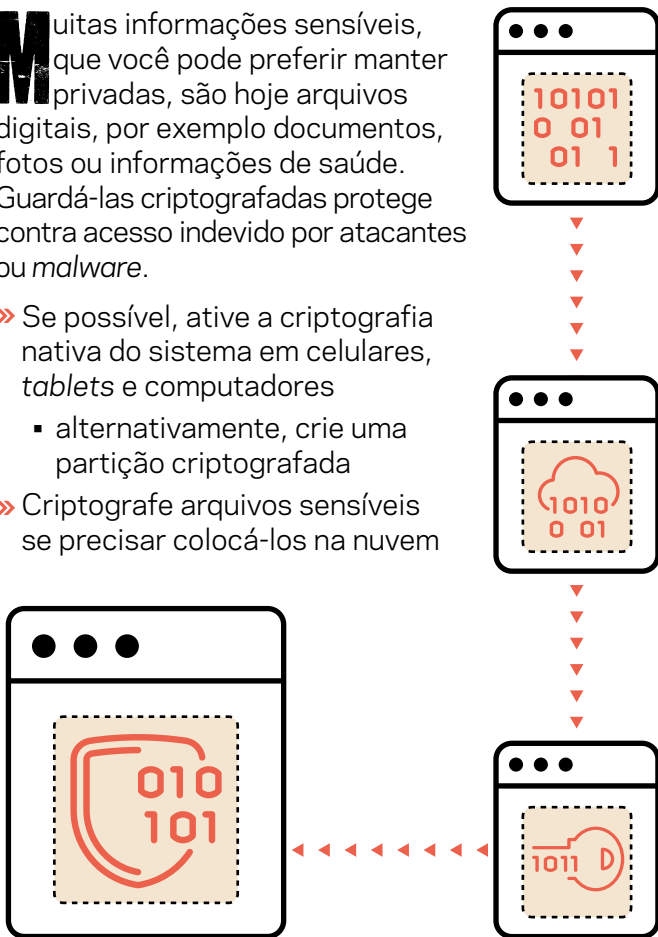 Muitas informações sensíveis,
que você pode preferir manter
privadas, são hoje arquivos
digitais, por exemplo documentos,
fotos ou informações de saúde.
Guardá-las criptografadas protege
contra acesso indevido por atacantes
ou malware.
» Se possível, ative a criptografia
nativa do sistema em celulares,
tablets e computadores
▪ alternativamente, crie uma
partição criptografada
» Criptografe arquivos sensíveis
se precisar colocá-los na nuvem
10101
0 01
01 1
1010
0 01
1011
010
101